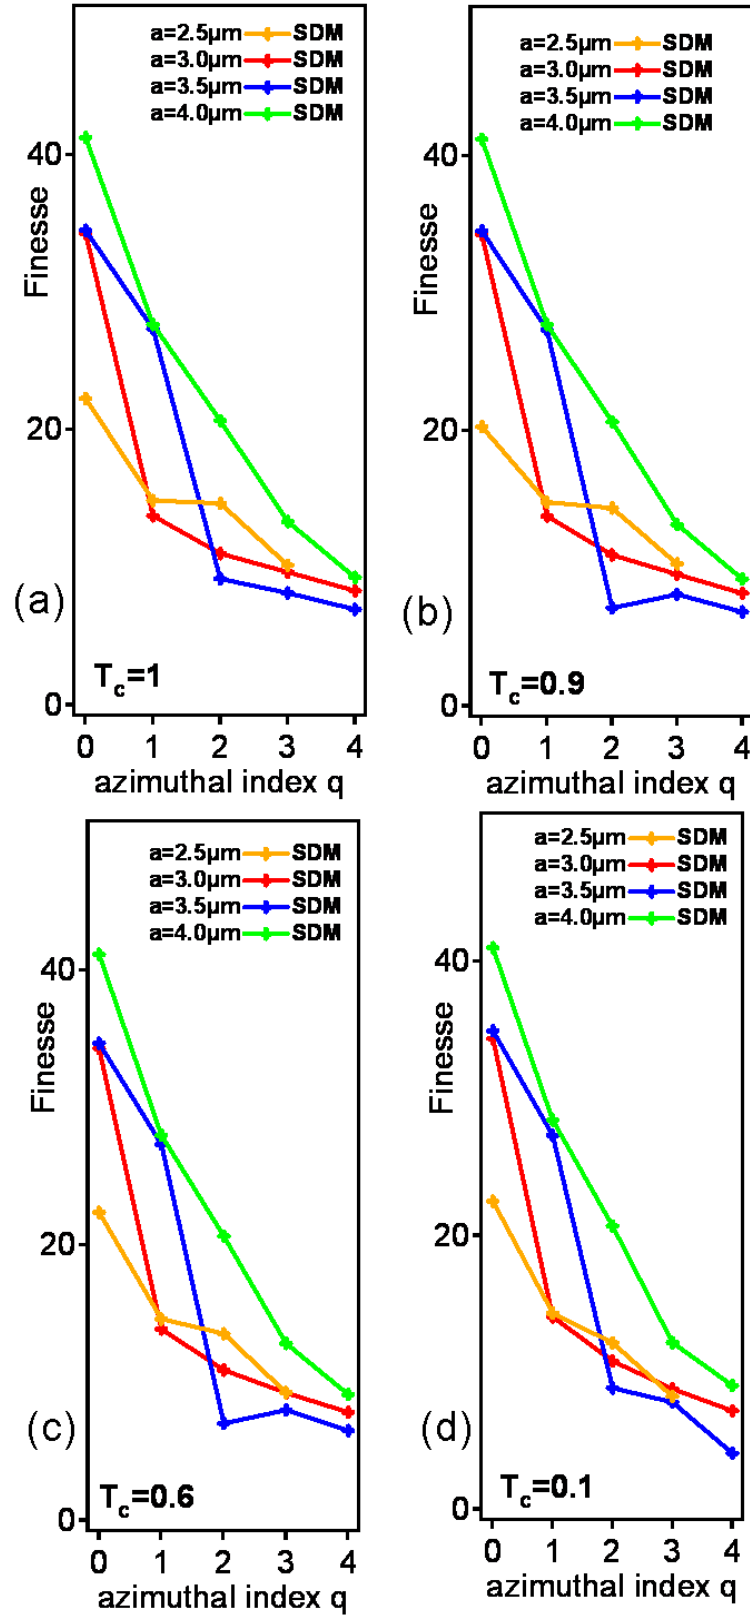 a=2.5µm SDM
a=3.0µm SDM
a=3.5µm SDM
a=4.0µm SDM
40
20
0
Finesse
(a)
T_c=1
0 1 2 3 4
azimuthal index q
a=2.5µm SDM
a=3.0µm SDM
a=3.5µm SDM
a=4.0µm SDM
40
20
0
Finesse
(b)
T_c=0.9
0 1 2 3 4
azimuthal index q
a=2.5µm SDM
a=3.0µm SDM
a=3.5µm SDM
a=4.0µm SDM
40
20
0
Finesse
(c)
T_c=0.6
0 1 2 3 4
azimuthal index q
a=2.5µm SDM
a=3.0µm SDM
a=3.5µm SDM
a=4.0µm SDM
40
20
0
Finesse
(d)
T_c=0.1
0 1 2 3 4
azimuthal index q